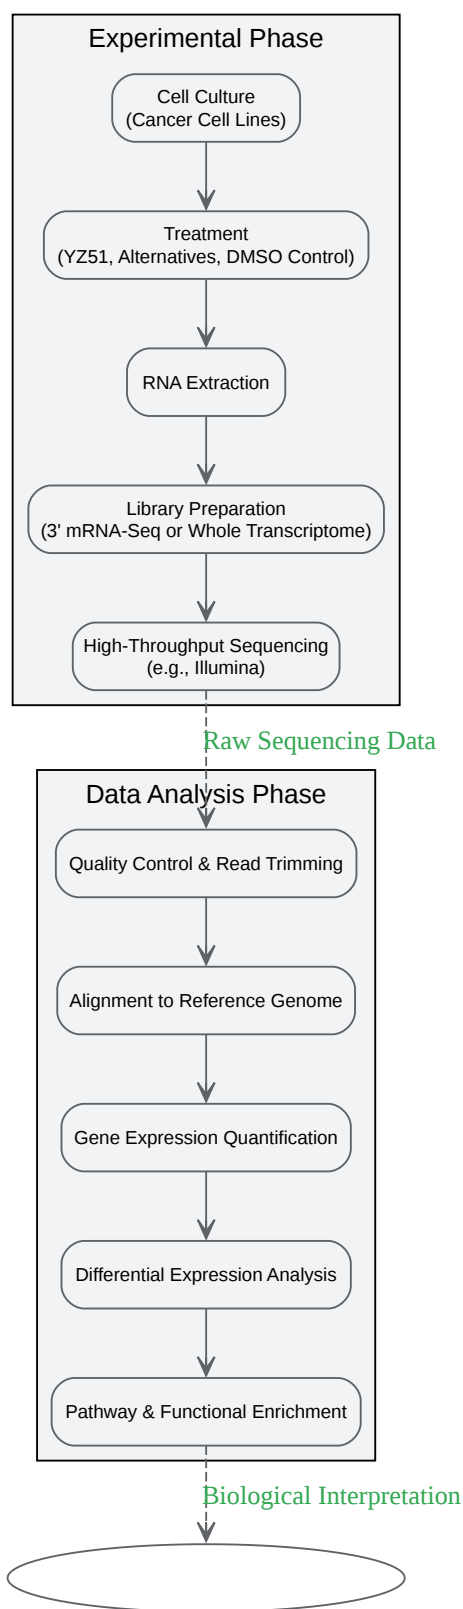 Experimental Phase
Cell Culture
(Cancer Cell Lines)
Treatment
(YZ51, Alternatives, DMSO Control)
RNA Extraction
Library Preparation
(3' mRNA-Seq or Whole Transcriptome)
High-Throughput Sequencing
(e.g., Illumina)
Raw Sequencing Data
Data Analysis Phase
Quality Control & Read Trimming
Alignment to Reference Genome
Gene Expression Quantification
Differential Expression Analysis
Pathway & Functional Enrichment
Biological Interpretation